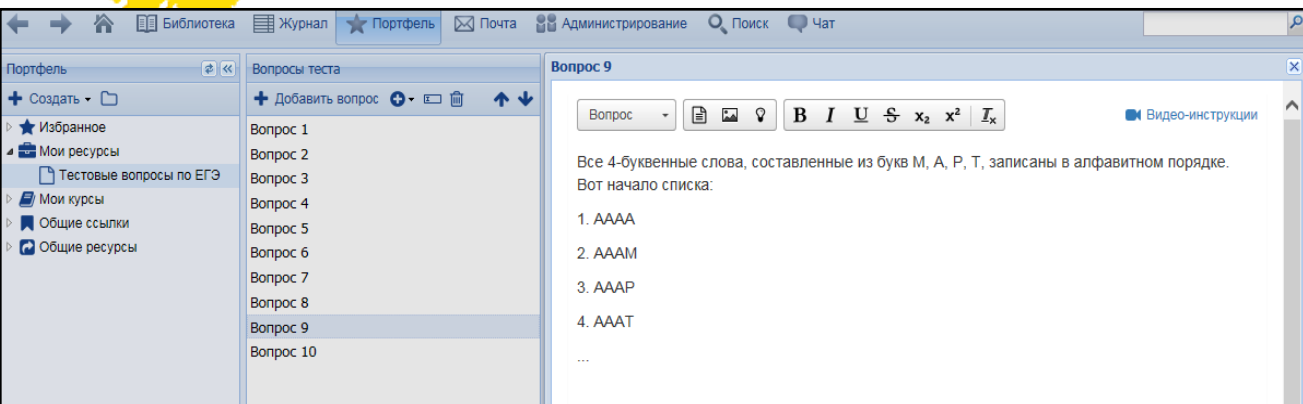 Библиотека Журнал Портфель Почта Администрирование Поиск Чат
Портфель
Создать
Избранное
Мои ресурсы
Тестовые вопросы по ЕГЭ
Мои курсы
Общие ссылки
Общие ресурсы
Вопросы теста
Добавить вопрос
Вопрос 1
Вопрос 2
Вопрос 3
Вопрос 4
Вопрос 5
Вопрос 6
Вопрос 7
Вопрос 8
Вопрос 9
Вопрос 10
Вопрос 9
Вопрос B I U S x₂ x² Ix Видео-инструкции
Все 4-буквенные слова, составленные из букв М, А, Р, Т, записаны в алфавитном порядке.
Вот начало списка:
1. АААА
2. АААМ
3. АААР
4. АААТ
...